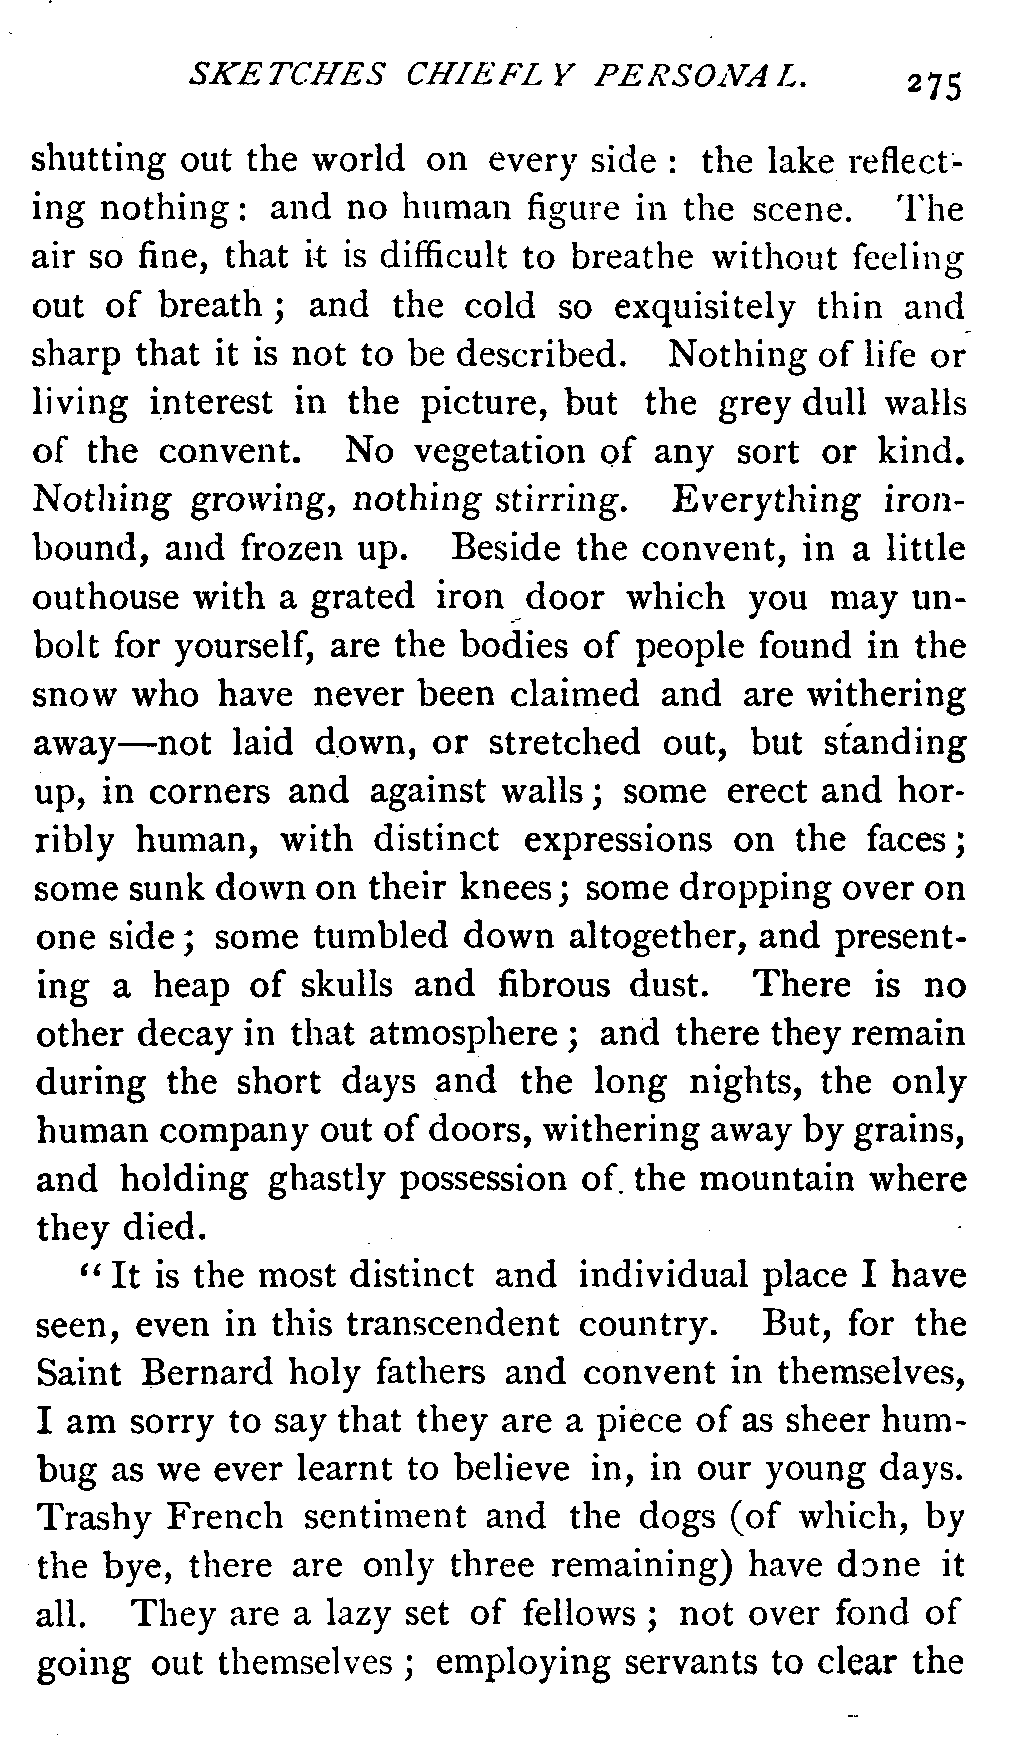 SKETCHES CHIEFLY PERSONAL. 275
shutting out the world on every side : the lake reflect-
ing nothing : and no human figure in the scene. The
air so fine, that it is difficult to breathe without feeling
out of breath ; and the cold so exquisitely thin and
sharp that it is not to be described. Nothing of life or
living interest in the picture, but the grey dull walls
of the convent. No vegetation of any sort or kind.
Nothing growing, nothing stirring. Everything iron-
bound, and frozen up. Beside the convent, in a little
outhouse with a grated iron door which you may un-
bolt for yourself, are the bodies of people found in the
snow who have never been claimed and are withering
away—not laid down, or stretched out, but standing
up, in corners and against walls ; some erect and hor-
ribly human, with distinct expressions on the faces ;
some sunk down on their knees ; some dropping over on
one side ; some tumbled down altogether, and present-
ing a heap of skulls and fibrous dust. There is no
other decay in that atmosphere ; and there they remain
during the short days and the long nights, the only
human company out of doors, withering away by grains,
and holding ghastly possession of the mountain where
they died.
“ It is the most distinct and individual place I have
seen, even in this transcendent country. But, for the
Saint Bernard holy fathers and convent in themselves,
I am sorry to say that they are a piece of as sheer hum-
bug as we ever learnt to believe in, in our young days.
Trashy French sentiment and the dogs (of which, by
the bye, there are only three remaining) have done it
all. They are a lazy set of fellows ; not over fond of
going out themselves ; employing servants to clear the